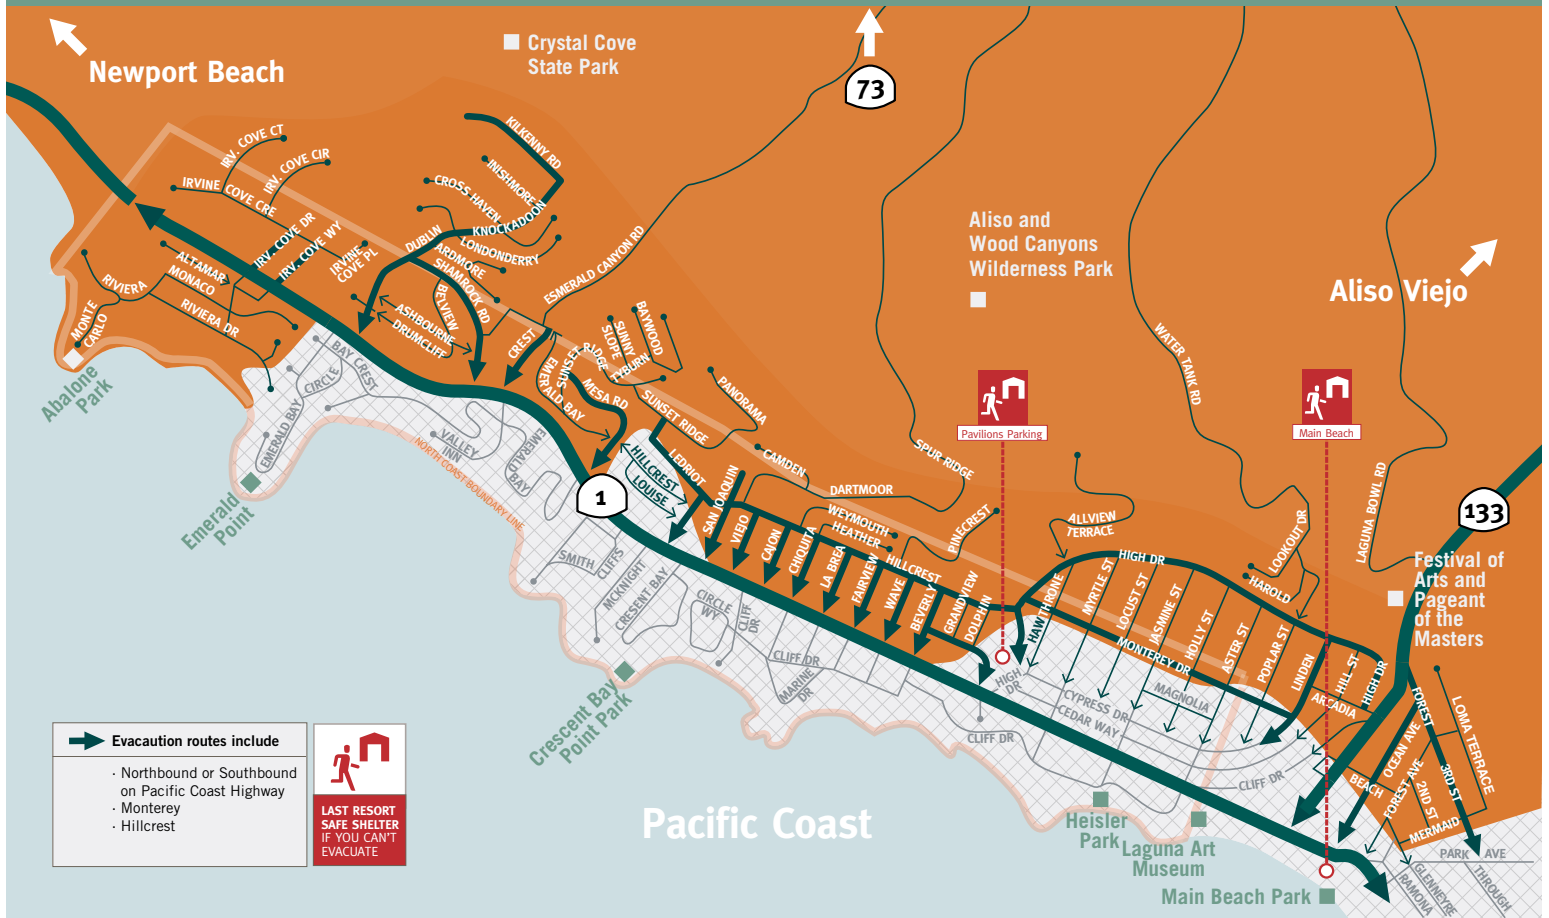 Newport Beach
Crystal Cove
State Park
73
Aliso and
Wood Canyons
Wilderness Park
Aliso Viejo
KILKENNY RD
INISHMORE
CROSS HAVEN
KNOCKADOON
LONDONDERRY
DUBLIN
ARDMORE
SHAMROCK RD
BELVIEW
ASHBOURNE
DRUMCLIFF
IRV. COVE CT
IRV. COVE CIR
IRVINE COVE CRE
IRV. COVE DR
IRV. COVE WY
IRVINE
COVE PL
ALTAMAR
MONACO
RIVIERA
RIVIERA DR
MONTE
CARLO
Abalone
Park
ESMERALD CANYON RD
CREST
EMERALD BAY
SUNSET RIDGE
SUNNY
SLOPE
BAYWOOD
TYBURN
MESA RD
SUNSET RIDGE
PANORAMA
CAMDEN
DARTMOOR
SPUR RIDGE
WATER TANK RD
LAGUNA BOWL RD
Pavilions Parking
Main Beach
BAY CREST
CIRCLE
EMERALD BAY
VALLEY
INN
EMERALD
BAY
NORTH COAST BOUNDARY LINE
Emerald
Point
1
133
HILLCREST
LOUISE
LEDRIOT
SAN JOAQUIN
VIEJO
CAJON
CHIQUITA
LA BREA
FAIRVIEW
WAVE
BEVERLY
GRANDVIEW
DOLPHIN
WEYMOUTH
HEATHER
HILLCREST
PINECREST
ALLVIEW
TERRACE
HIGH DR
HAWTHRONE
MYRTLE ST
LOCUST ST
JASMINE ST
HOLLY ST
ASTER ST
POPLAR ST
LINDEN
HILL ST
HIGH DR
LOOKOUT DR
HAROLD
MONTEREY DR
ARCADIA
MAGNOLIA
CYPRESS DR
CEDAR WAY
HIGH
DR
CLIFF DR
CLIFF DR
SMITH
CLIFFS
MCKNIGHT
CRESENT BAY
CIRCLE
WY
CLIFF
DR
CLIFF DR
MARINE
DR
Crescent Bay
Point Park
Festival of
Arts and
Pageant
of the
Masters
FOREST
3RD ST
LOMA TERRACE
OCEAN AVE
FOREST AVE
2ND ST
BEACH
MERMAID
PARK AVE
THROUGH
GLENNEYRE
RAMONA
Heisler
Park
Laguna Art
Museum
Main Beach Park
Pacific Coast
Evacaution routes include
· Northbound or Southbound
on Pacific Coast Highway
· Monterey
· Hillcrest
LAST RESORT
SAFE SHELTER
IF YOU CAN'T
EVACUATE